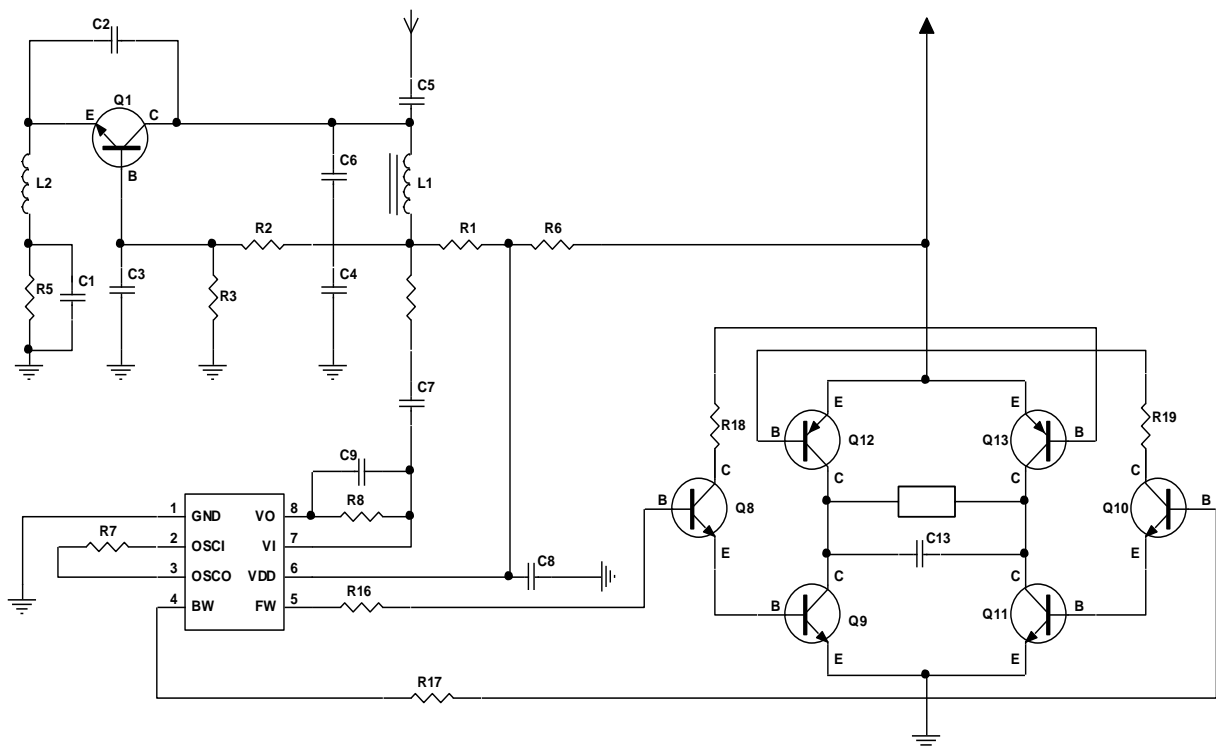 C2
C5
Q1
E C
B
C6
L1
L2
R2 R1 R6
R5 C1 C3 R3 C4
C7
C9
R8
R7
1 GND VO 8
2 OSCI VI 7
3 OSCO VDD 6
4 BW FW 5
C8
R16
R17
R18
R19
E E
B Q12 Q13 B
C C
C C
B Q8 Q10 B
C13
E E
C C
B Q9 Q11 B
E E